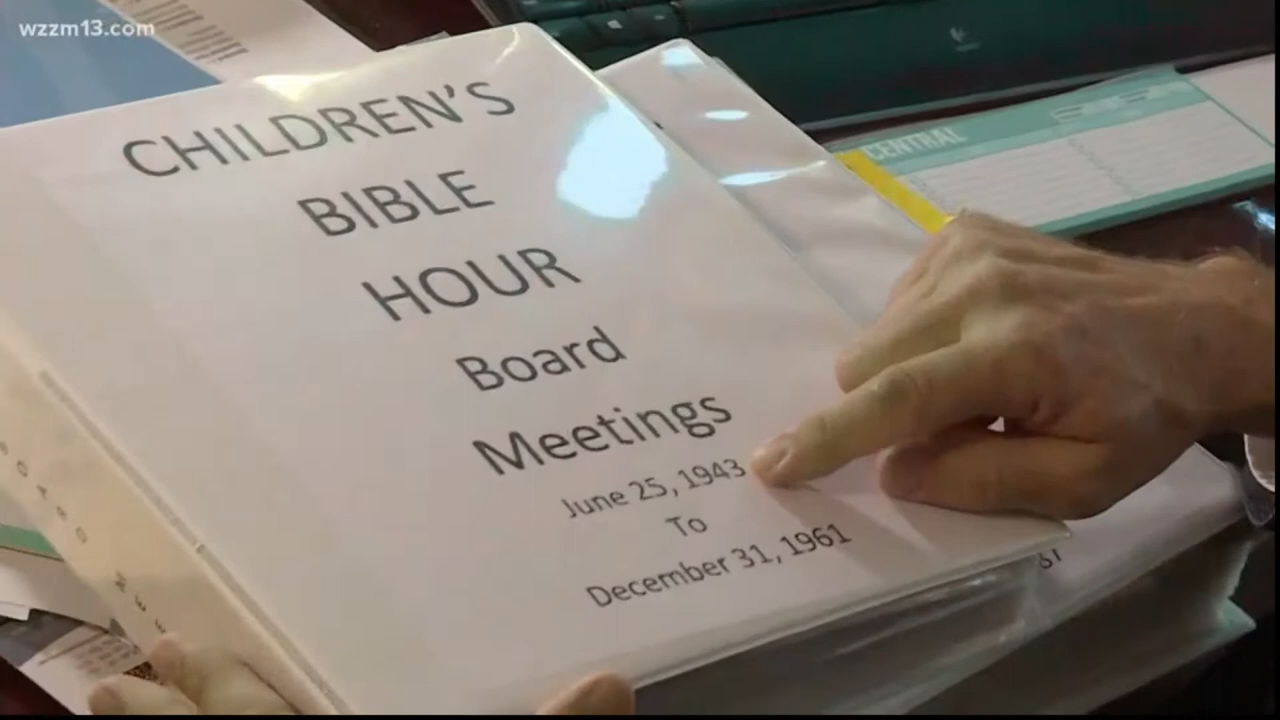 wzzm13.com
CHILDREN'S
BIBLE
HOUR
Board
Meetings
June 25, 1943
To
December 31, 1961
CENTRAL